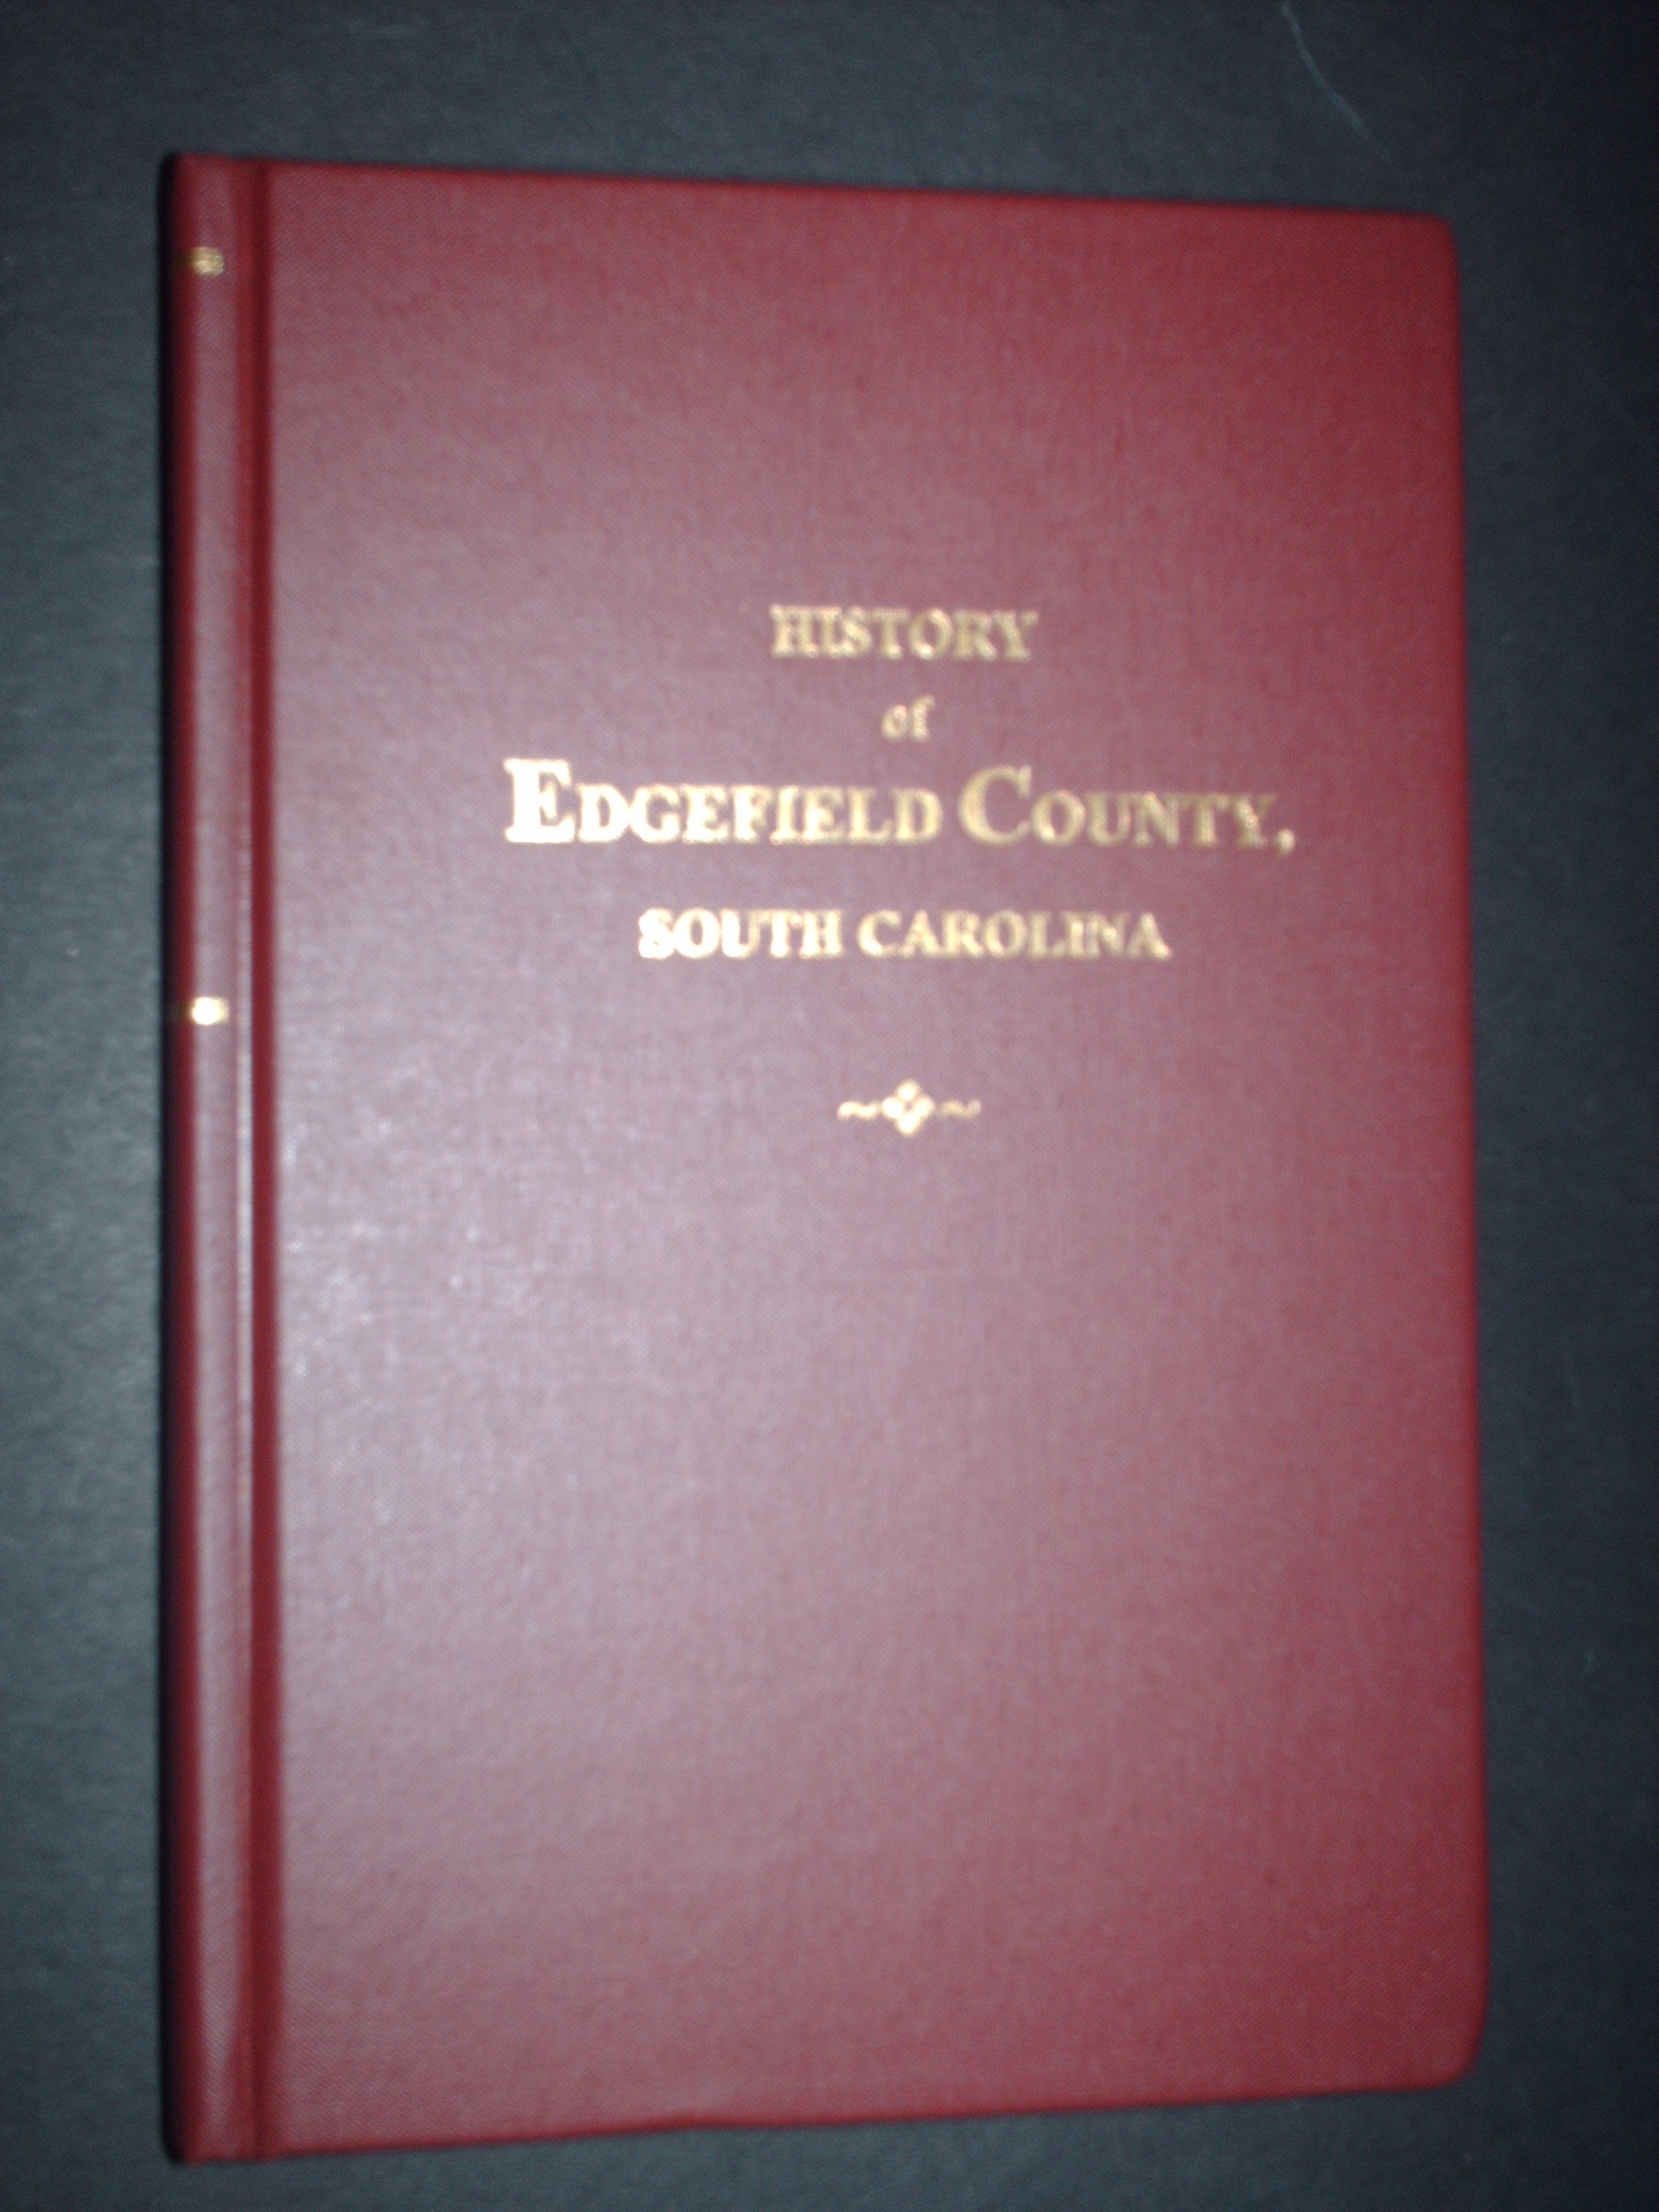 HISTORY
of
EDGEFIELD COUNTY,
SOUTH CAROLINA